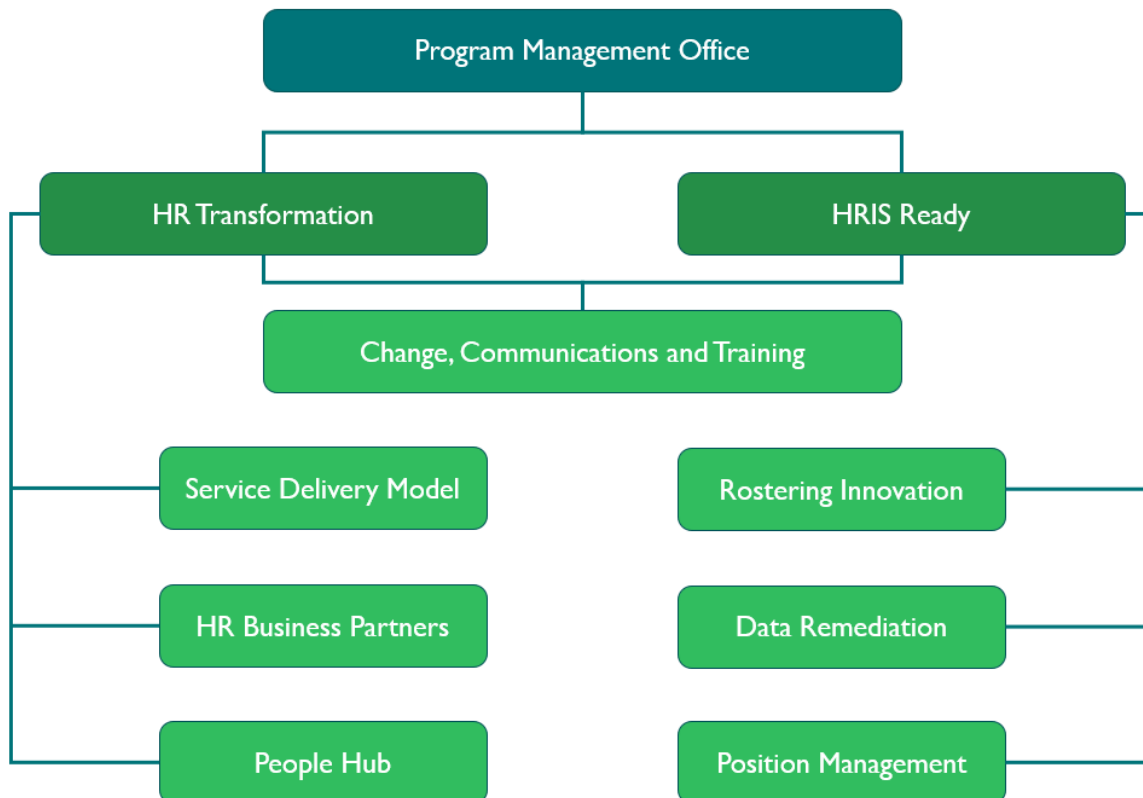 Program Management Office
HR Transformation
HRIS Ready
Change, Communications and Training
Service Delivery Model
Rostering Innovation
HR Business Partners
Data Remediation
People Hub
Position Management